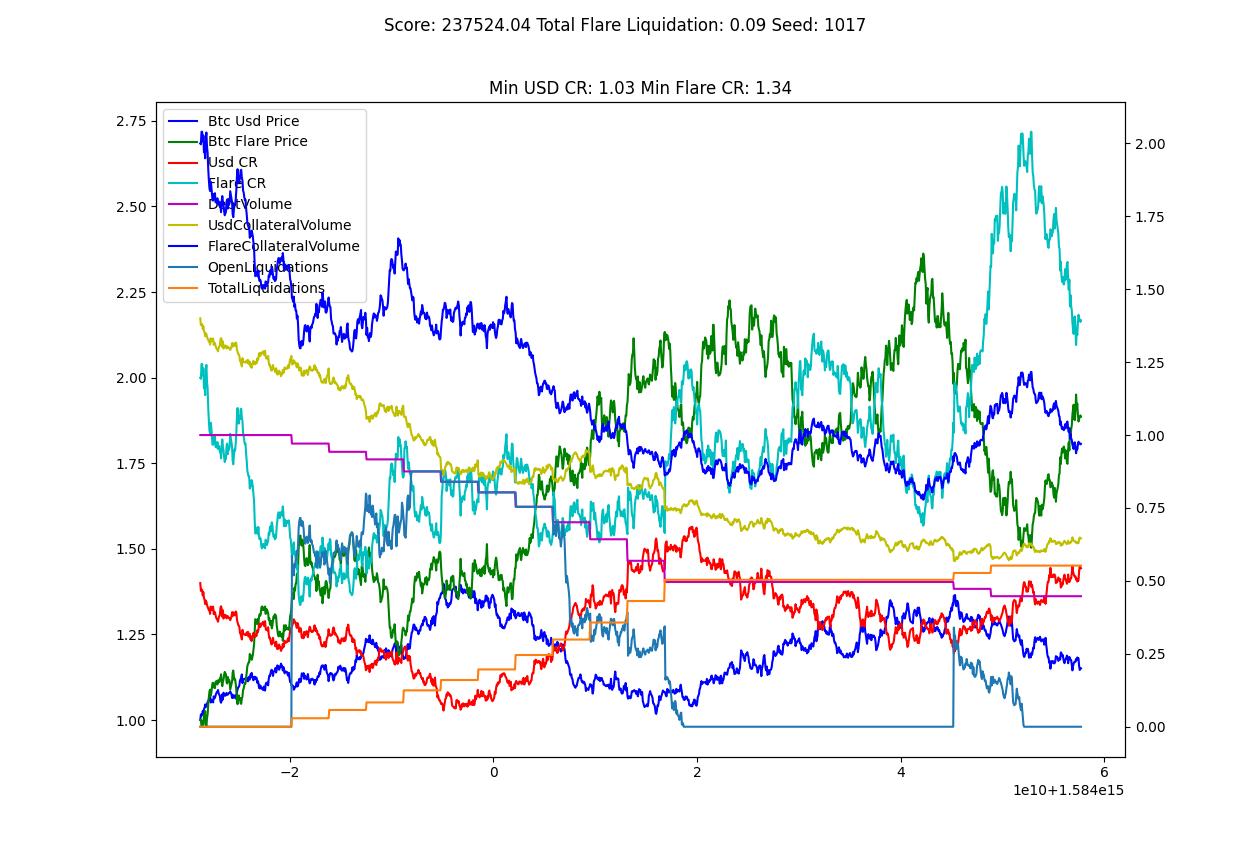 Score: 237524.04 Total Flare Liquidation: 0.09 Seed: 1017
Min USD CR: 1.03 Min Flare CR: 1.34
2.75
2.50
2.25
2.00
1.75
1.50
1.25
1.00
Btc Usd Price
Btc Flare Price
Usd CR
Flare CR
DebtVolume
UsdCollateralVolume
FlareCollateralVolume
OpenLiquidations
TotalLiquidations
2.00
1.75
1.50
1.25
1.00
0.75
0.50
0.25
0.00
−2 0 2 4 6
1e10+1.584e15